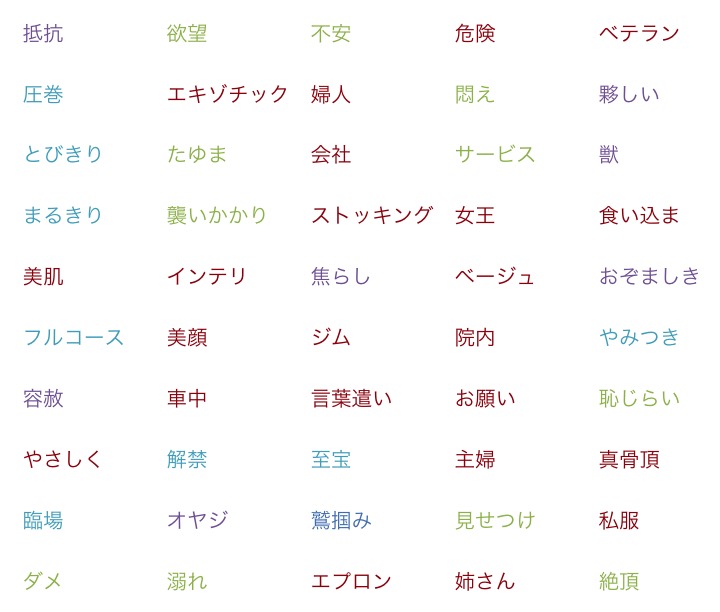 抵抗 欲望 不安 危険 ベテラン
圧巻 エキゾチック 婦人 悶え 夥しい
とびきり たゆま 会社 サービス 獣
まるきり 襲いかかり ストッキング 女王 食い込ま
美肌 インテリ 焦らし ベージュ おぞましき
フルコース 美顔 ジム 院内 やみつき
容赦 車中 言葉遣い お願い 恥じらい
やさしく 解禁 至宝 主婦 真骨頂
臨場 オヤジ 鷲掴み 見せつけ 私服
ダメ 溺れ エプロン 姉さん 絶頂